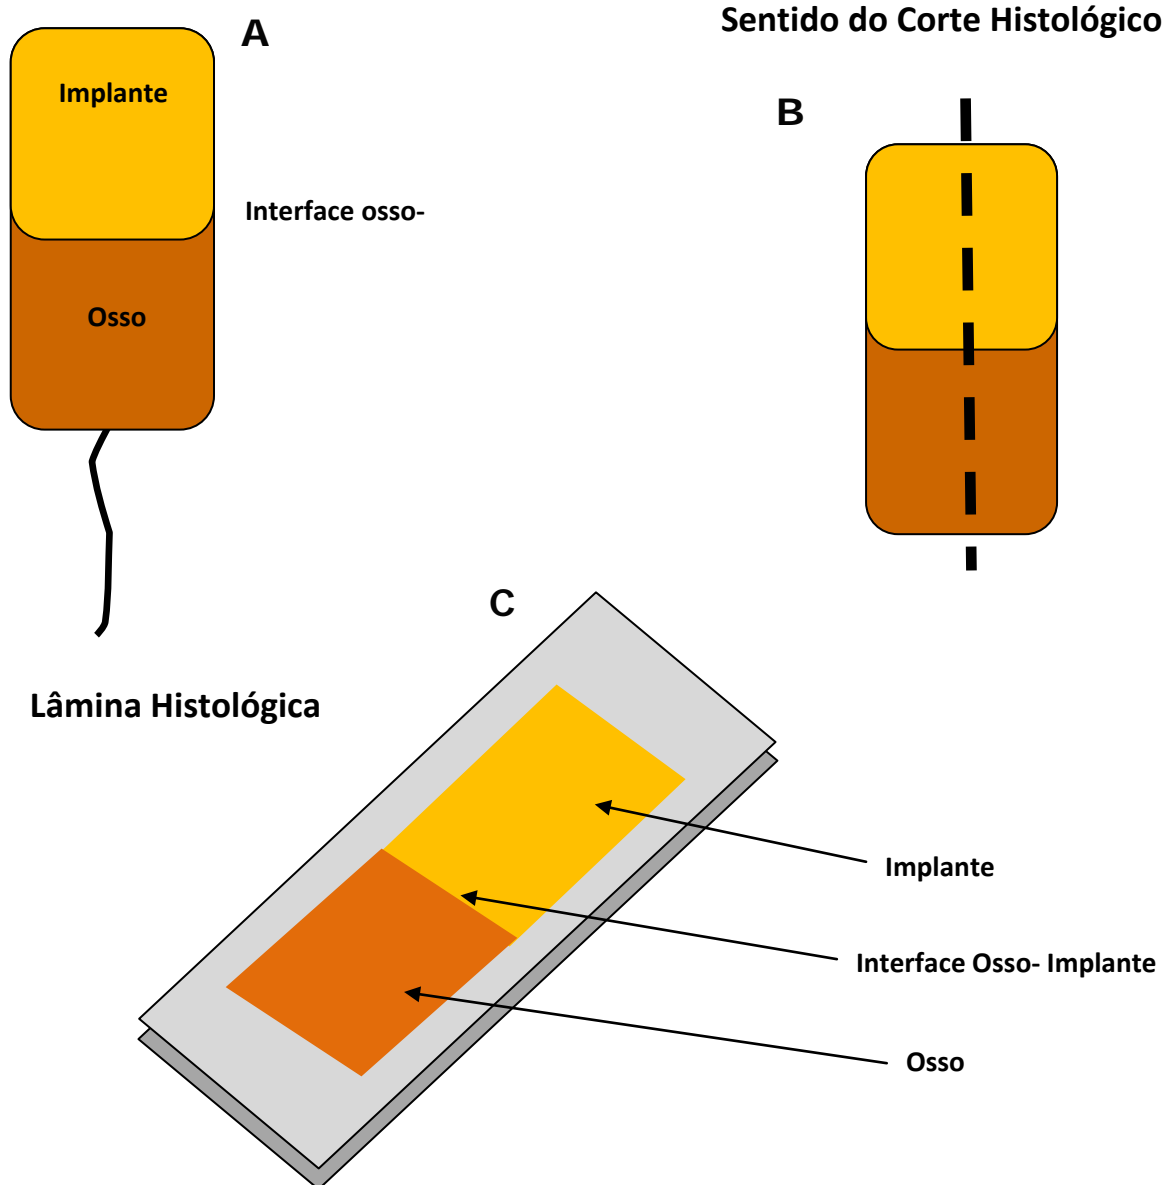 A
Sentido do Corte Histológico
Implante
B
Interface osso-
Osso
C
Lâmina Histológica
Implante
Interface Osso- Implante
Osso